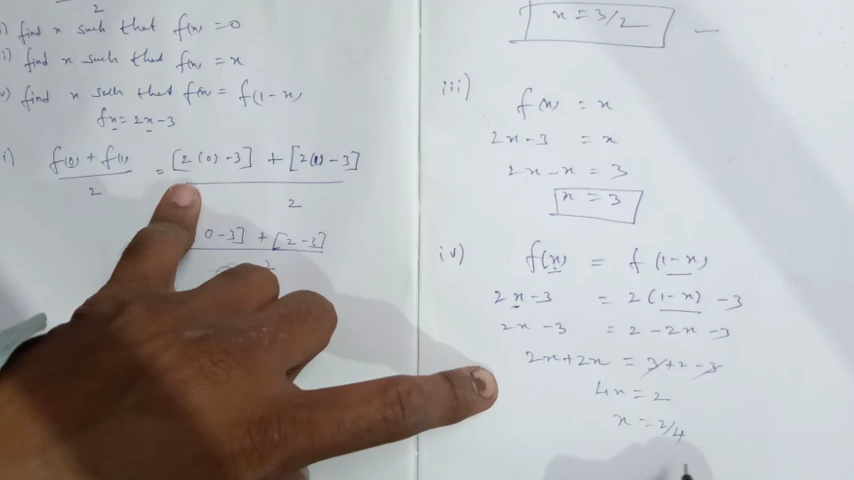 2
i) find x such that f(x) = 0
i) find x such that f(x) = x
v) find x such that f(x) = f(1-x)
fx = 2x-3
i) f(0) + f(1) / 2 = [2(0)-3] + [2(1)-3] / 2
0-3] + [2-3]
x = 3/2
iii)
f(x) = x
2x-3 = x
2x-x = 3
x = 3
iv) f(x) = f(1-x)
2x-3 = 2(1-x)-3
2x-3 = 2-2x-3
2x+2x = 3+2-3
4x = 2
x = 2/4